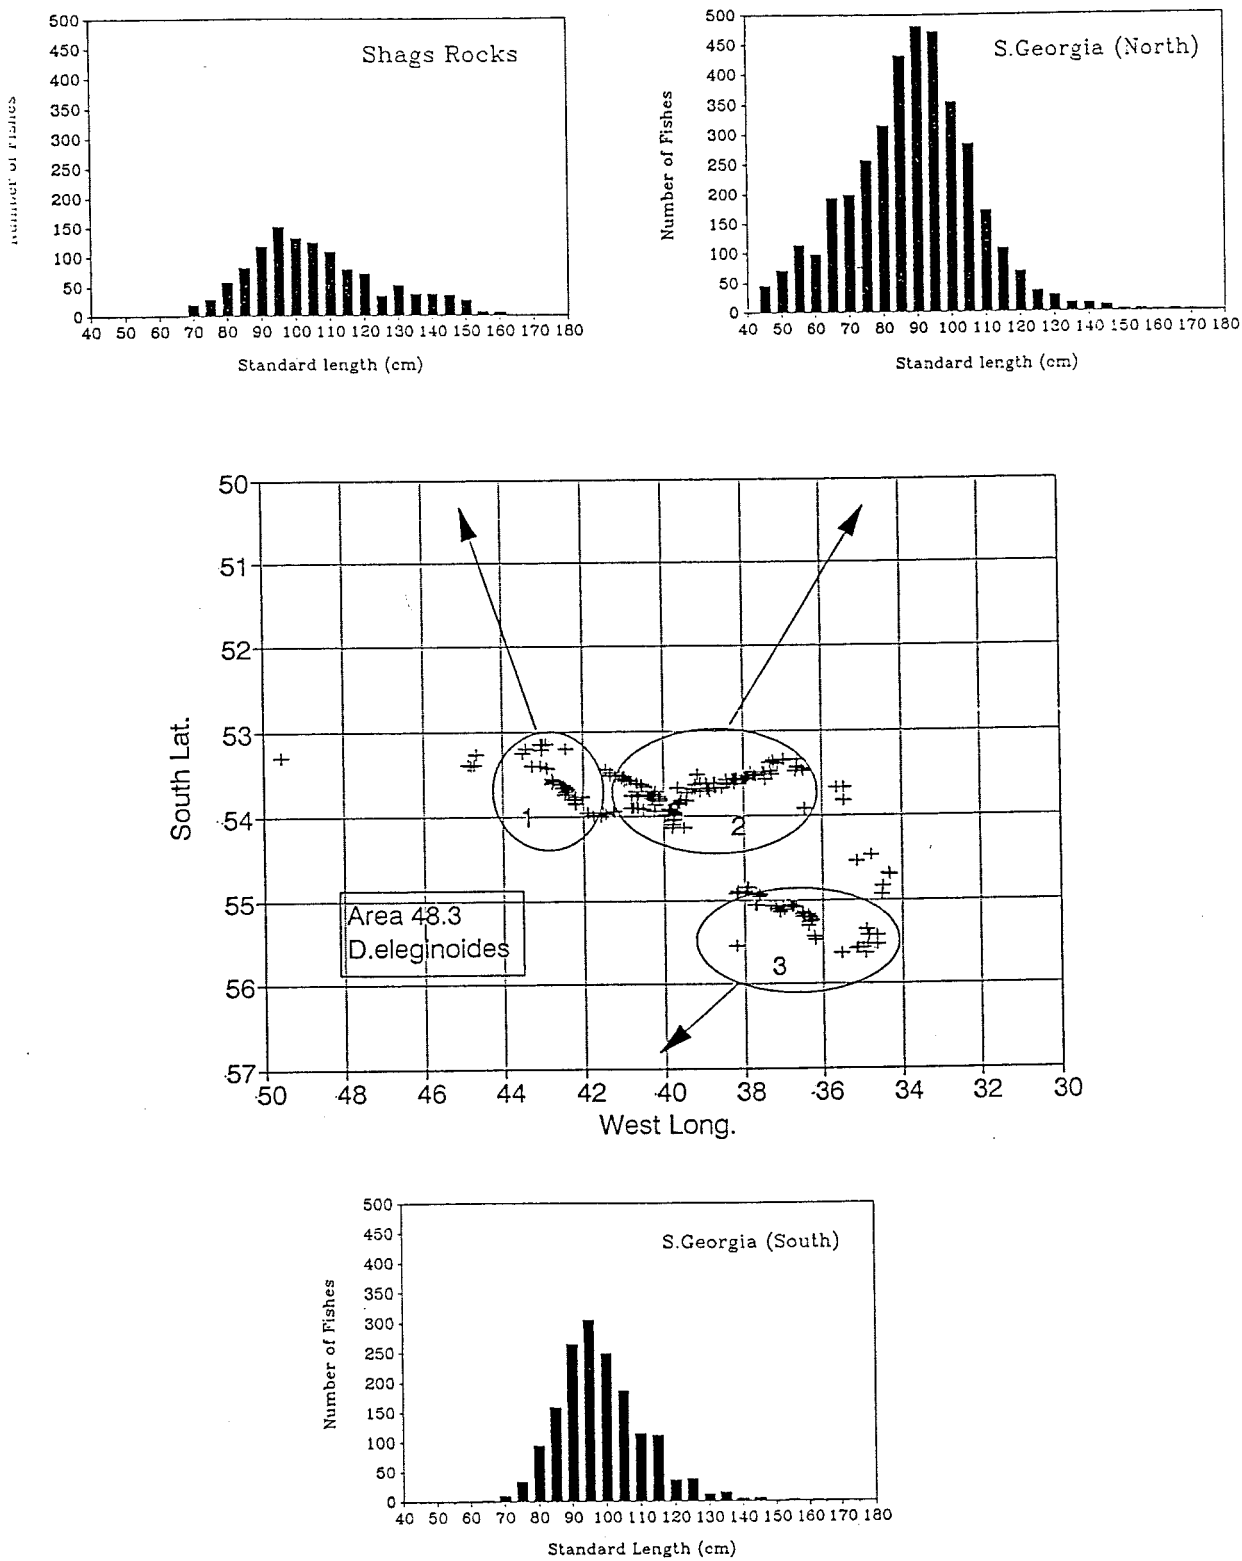 500
450
400
350
300
250
200
150
100
50
0
40 50 60 70 80 90 100 110 120 130 140 150 160 170 180
Shags Rocks
Number of Fishes
Standard length (cm)
500
450
400
350
300
250
200
150
100
50
0
40 50 60 70 80 90 100 110 120 130 140 150 160 170 180
S.Georgia (North)
Number of Fishes
Standard length (cm)
50
51
52
53
54
55
56
57
South Lat.
1
2
3
Area 48.3
D.eleginoides
50 48 46 44 42 40 38 36 34 32 30
West Long.
500
450
400
350
300
250
200
150
100
50
0
40 50 60 70 80 90 100 110 120 130 140 150 160 170 180
S.Georgia (South)
Number of Fishes
Standard Length (cm)